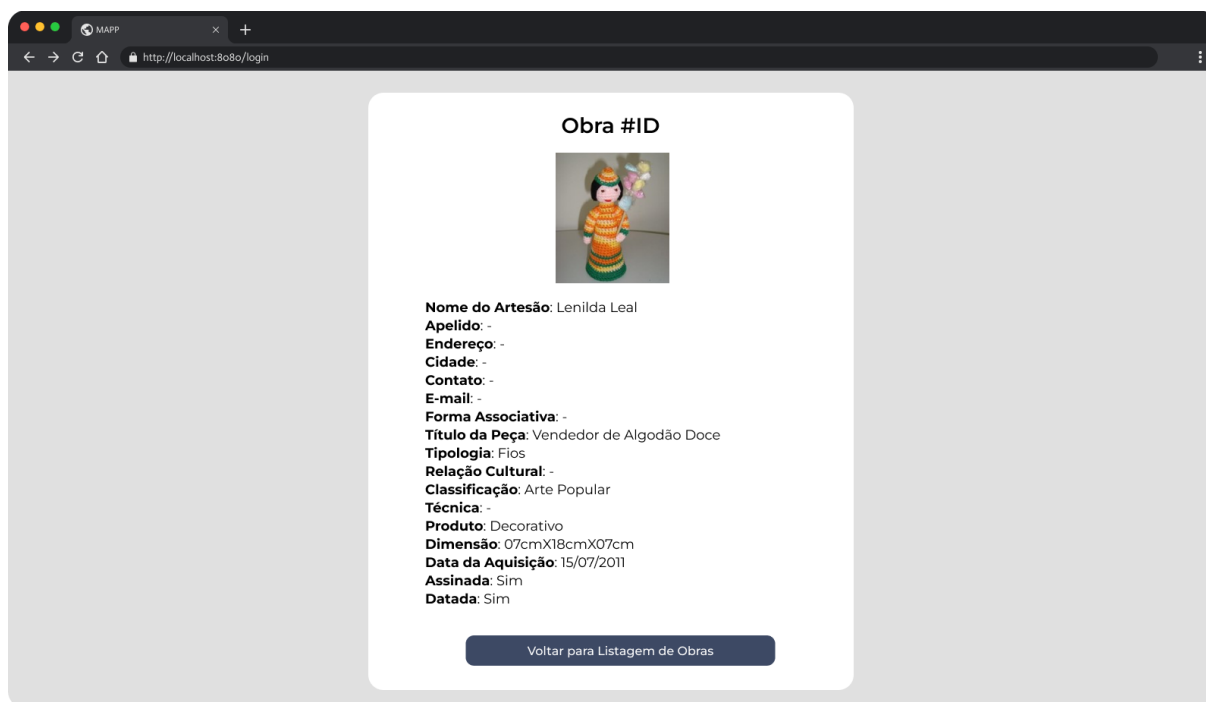 MAPP
http://localhost:8080/login
Obra #ID
Nome do Artesão: Lenilda Leal
Apelido: -
Endereço: -
Cidade: -
Contato: -
E-mail: -
Forma Associativa: -
Título da Peça: Vendedor de Algodão Doce
Tipologia: Fios
Relação Cultural: -
Classificação: Arte Popular
Técnica: -
Produto: Decorativo
Dimensão: 07cmX18cmX07cm
Data da Aquisição: 15/07/2011
Assinada: Sim
Datada: Sim
Voltar para Listagem de Obras